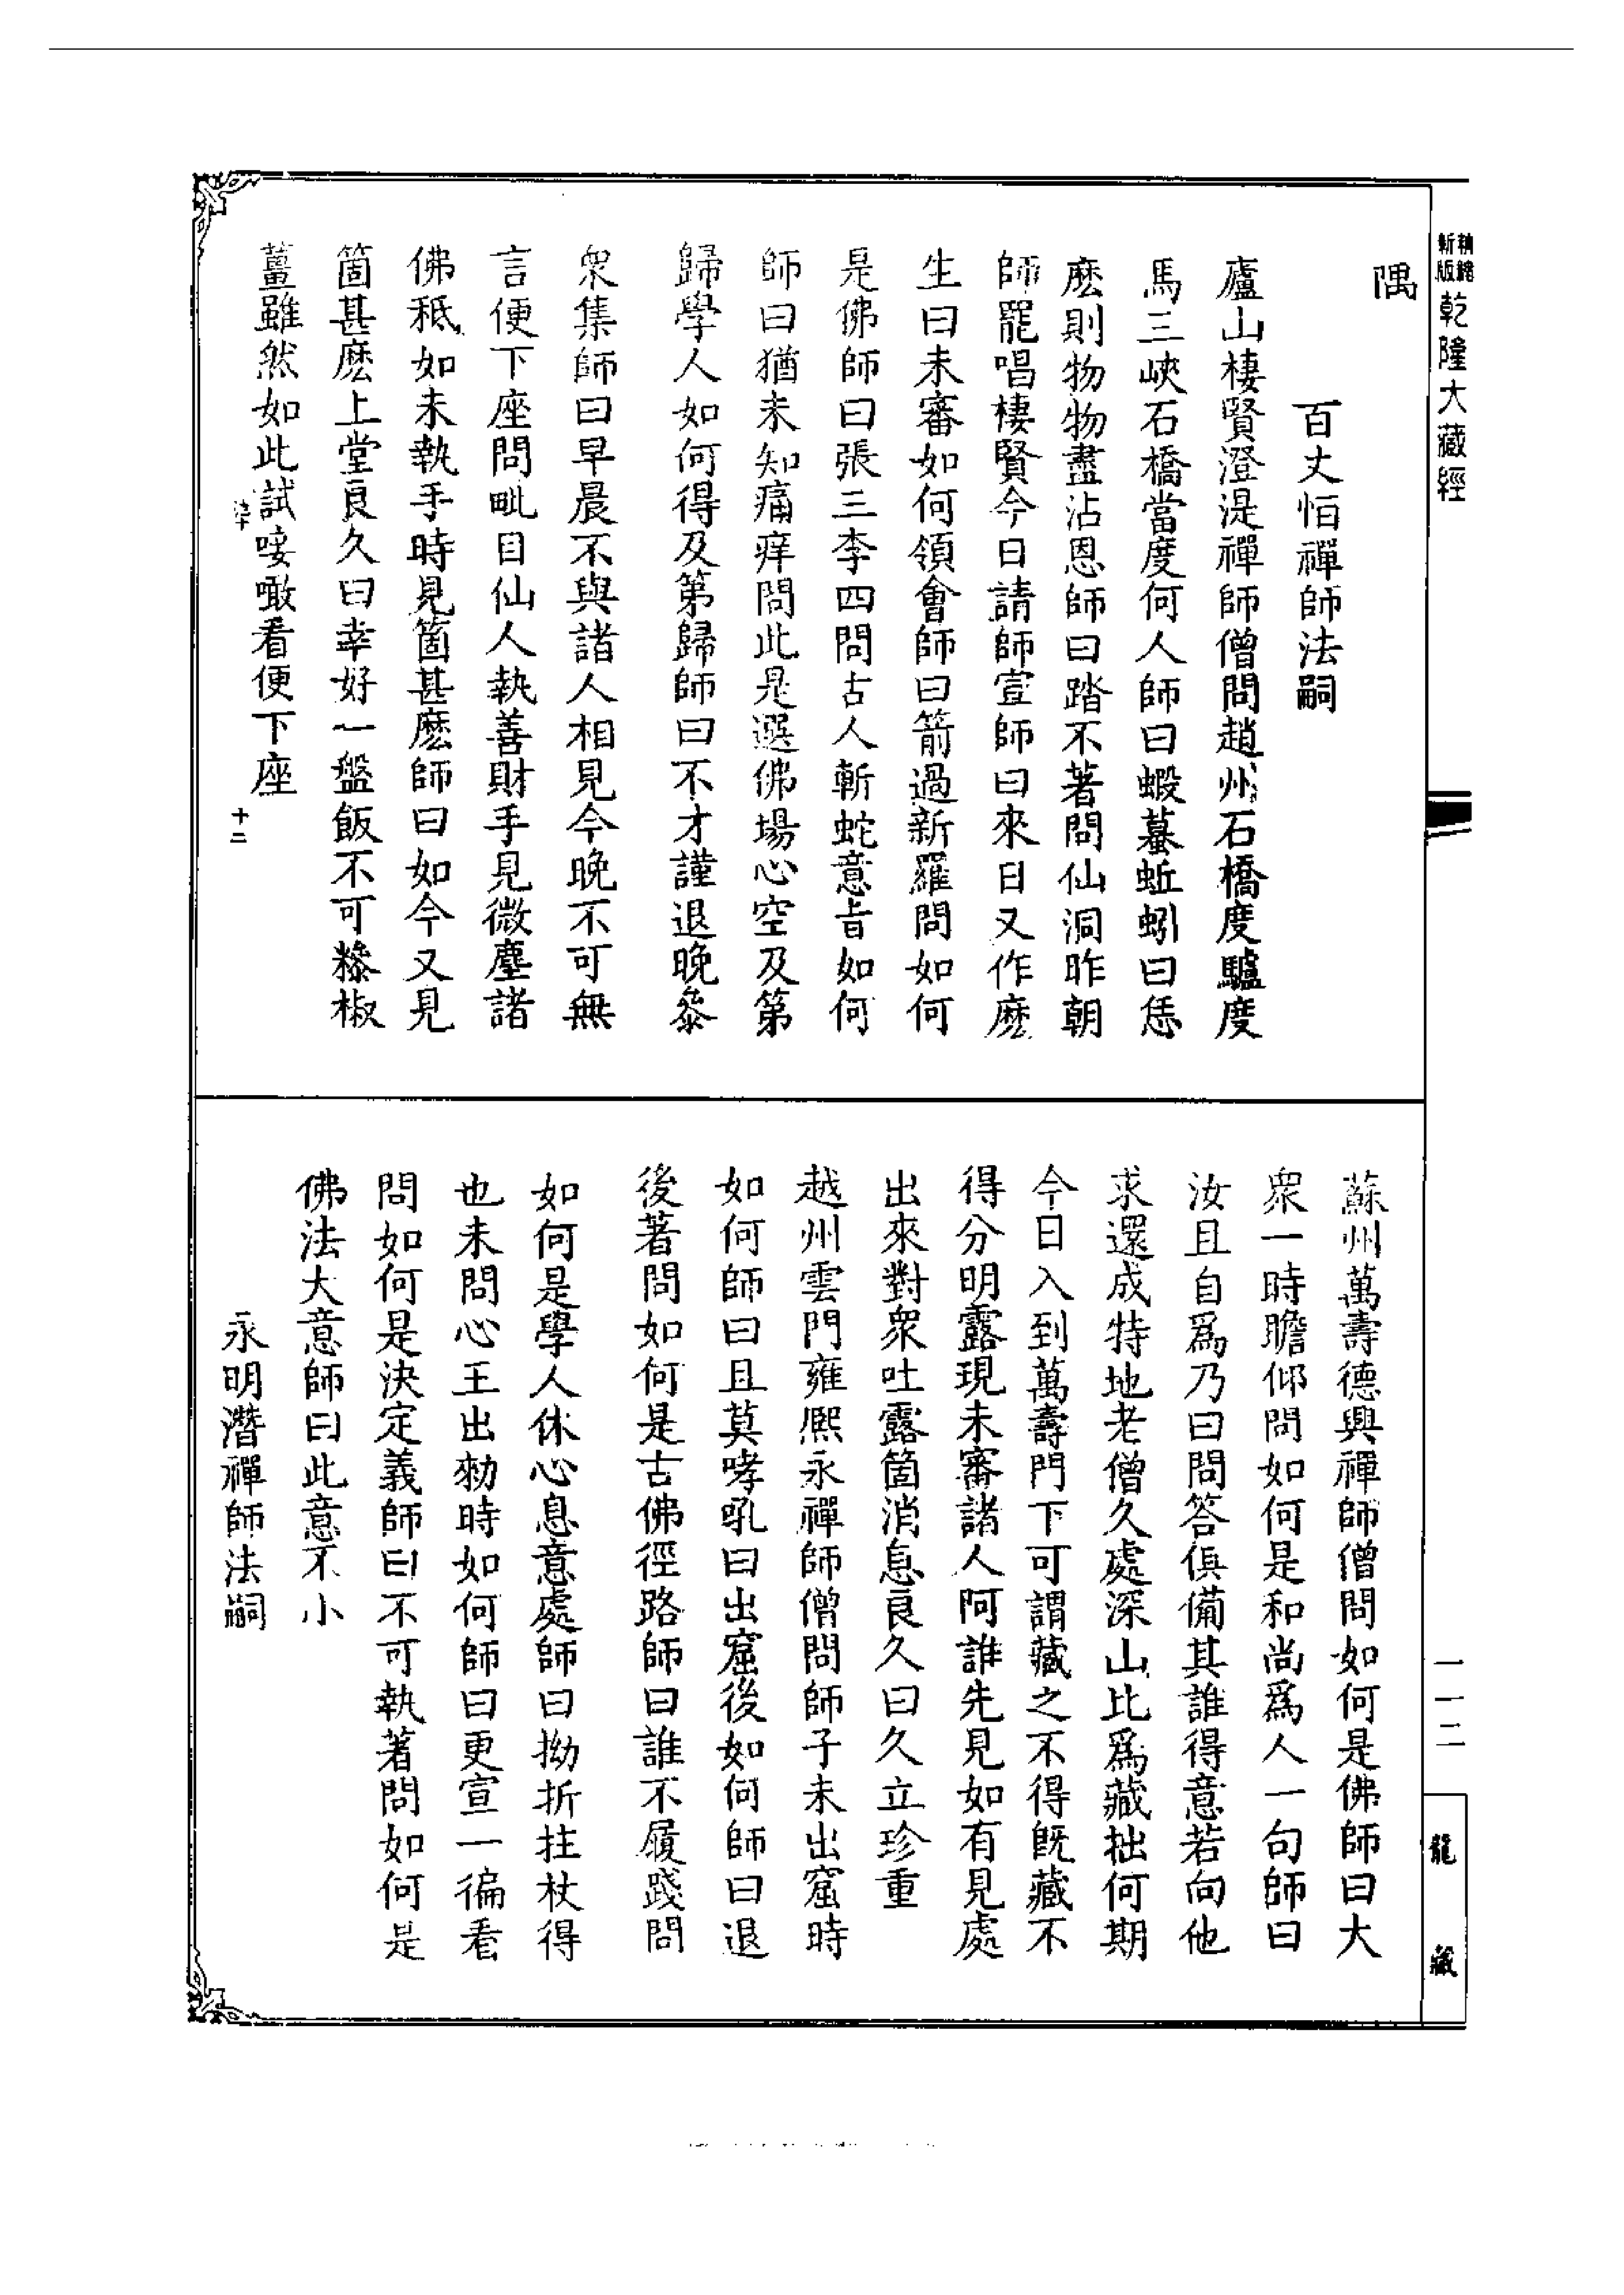 精縮
新版
乾隆大藏經
隅
百丈恒禪師法嗣
廬山棲賢澄湜禪師僧問趙州石橋度驢度
馬三峽石橋當度何人師曰蝦蟇蚯蚓曰恁
麼則物物盡沾恩師曰踏不著問仙洞昨朝
師罷唱棲賢今日請師宣師曰來日又作麼
生曰未審如何領會師曰箭過新羅問如何
是佛師曰張三李四問古人斬蛇意旨如何
師曰猶未知痛痒問此是選佛場心空及第
歸學人如何得及第歸師曰不才謹退晚參
衆集師曰早晨不與諸人相見今晚不可無
言便下座問毗目仙人執善財手見微塵諸
佛秪如未執手時見箇甚麼師曰如今又見
箇甚麼上堂良久曰幸好一盤飯不可糝椒
薑雖然如此試唼噉看便下座
十二
蘇州萬壽德興禪師僧問如何是佛師曰大
衆一時瞻仰問如何是和尚爲人一句師曰
汝且自爲乃曰問答俱備其誰得意若向他
求還成特地老僧久處深山比爲藏拙何期
今日入到萬壽門下可謂藏之不得旣藏不
得分明露現未審諸人阿誰先見如有見處
出來對衆吐露箇消息良久曰久立珍重
越州雲門雍熙永禪師僧問師子未出窟時
如何師曰且莫哮吼曰出窟後如何師曰退
後著問如何是古佛徑路師曰誰不履踐問
如何是學人休心息意處師曰拗折拄杖得
也未問心王出勑時如何師曰更宣一徧看
問如何是決定義師曰不可執著問如何是
佛法大意師曰此意不小
永明潛禪師法嗣
一一二
龍藏